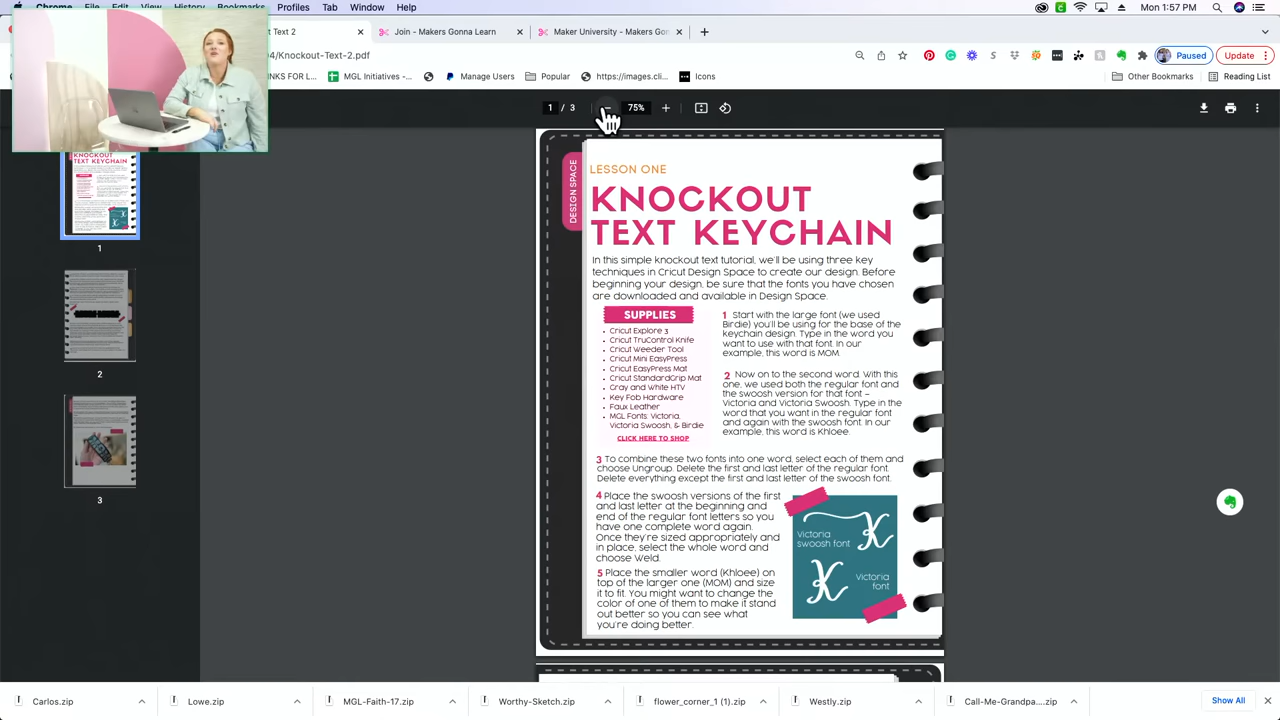 Chrome File Edit View History Bookmarks Profiles Tab Window Help
Mon 1:57 PM
Text 2
Join - Makers Gonna Learn
Maker University - Makers Gon
04/Knockout-Text-2.pdf
Paused
Update
INKS FOR L...
MGL Initiatives -...
Manage Users
Popular
https://images.cli...
Icons
Other Bookmarks
Reading List
1 / 3
75%
1
2
3
DESIGN SPACE
LESSON ONE
KNOCKOUT
TEXT KEYCHAIN
In this simple knockout text tutorial, we'll be using three key
techniques in Cricut Design Space to create our design. Before
beginning your design, be sure that the fonts you have chosen
are downloaded and available in Design Space.
SUPPLIES
• Cricut Explore 3
• Cricut TruControl Knife
• Cricut Weeder Tool
• Cricut Mini EasyPress
• Cricut EasyPress Mat
• Cricut StandardGrip Mat
• Gray and White HTV
• Key Fob Hardware
• Faux Leather
• MGL Fonts: Victoria,
Victoria Swoosh, & Birdie
CLICK HERE TO SHOP
1 Start with the large font (we used
Birdie) you'll be using for the base of the
keychain design. Type in the word you
want to use with that font. In our
example, this word is MOM.
2 Now on to the second word. With this
one, we used both the regular font and
the swoosh version for that font –
Victoria and Victoria Swoosh. Type in the
word that you want in the regular font
and again with the swoosh font. In our
example, this word is Khloee.
3 To combine these two fonts into one word, select each of them and
choose Ungroup. Delete the first and last letter of the regular font.
Delete everything except the first and last letter of the swoosh font.
4 Place the swoosh versions of the first
and last letter at the beginning and
end of the regular font letters so you
have one complete word again.
Once they're sized appropriately and
in place, select the whole word and
choose Weld.
5 Place the smaller word (Khloee) on
top of the larger one (MOM) and size
it to fit. You might want to change the
color of one of them to make it stand
out better so you can see what
you're doing better.
Victoria
swoosh font
K
K
Victoria
font
Carlos.zip
Lowe.zip
MGL-Faith-17.zip
Worthy-Sketch.zip
flower_corner_1 (1).zip
Westly.zip
Call-Me-Grandpa....zip
Show All